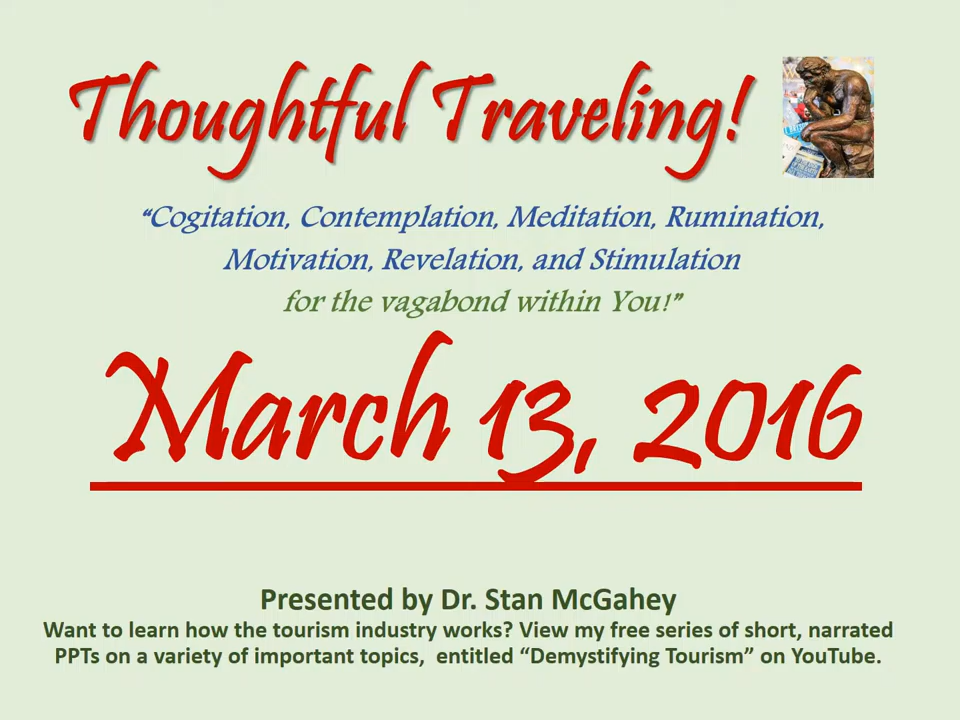 Thoughtful Traveling!
“Cogitation, Contemplation, Meditation, Rumination,
Motivation, Revelation, and Stimulation
for the vagabond within You!”
March 13, 2016
Presented by Dr. Stan McGahey
Want to learn how the tourism industry works? View my free series of short, narrated
PPTs on a variety of important topics, entitled “Demystifying Tourism” on YouTube.